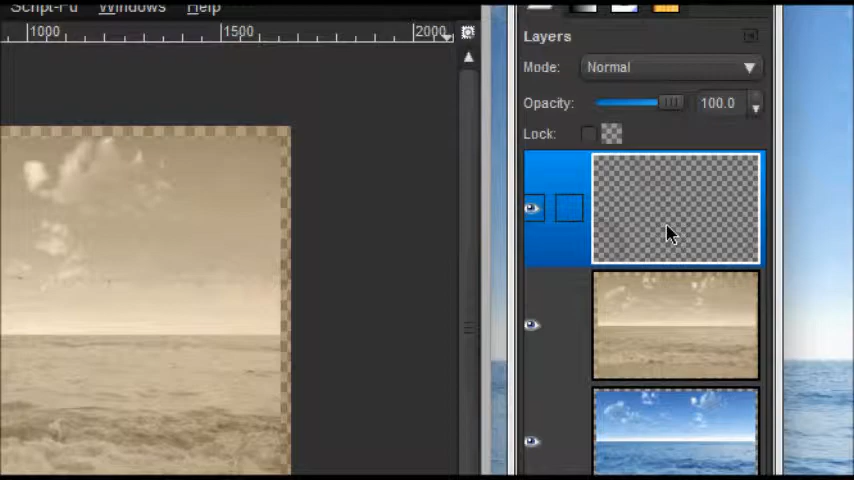 Script-Fu Windows Help
1000 1500 2000
Layers
Mode: Normal
Opacity: 100.0
Lock: